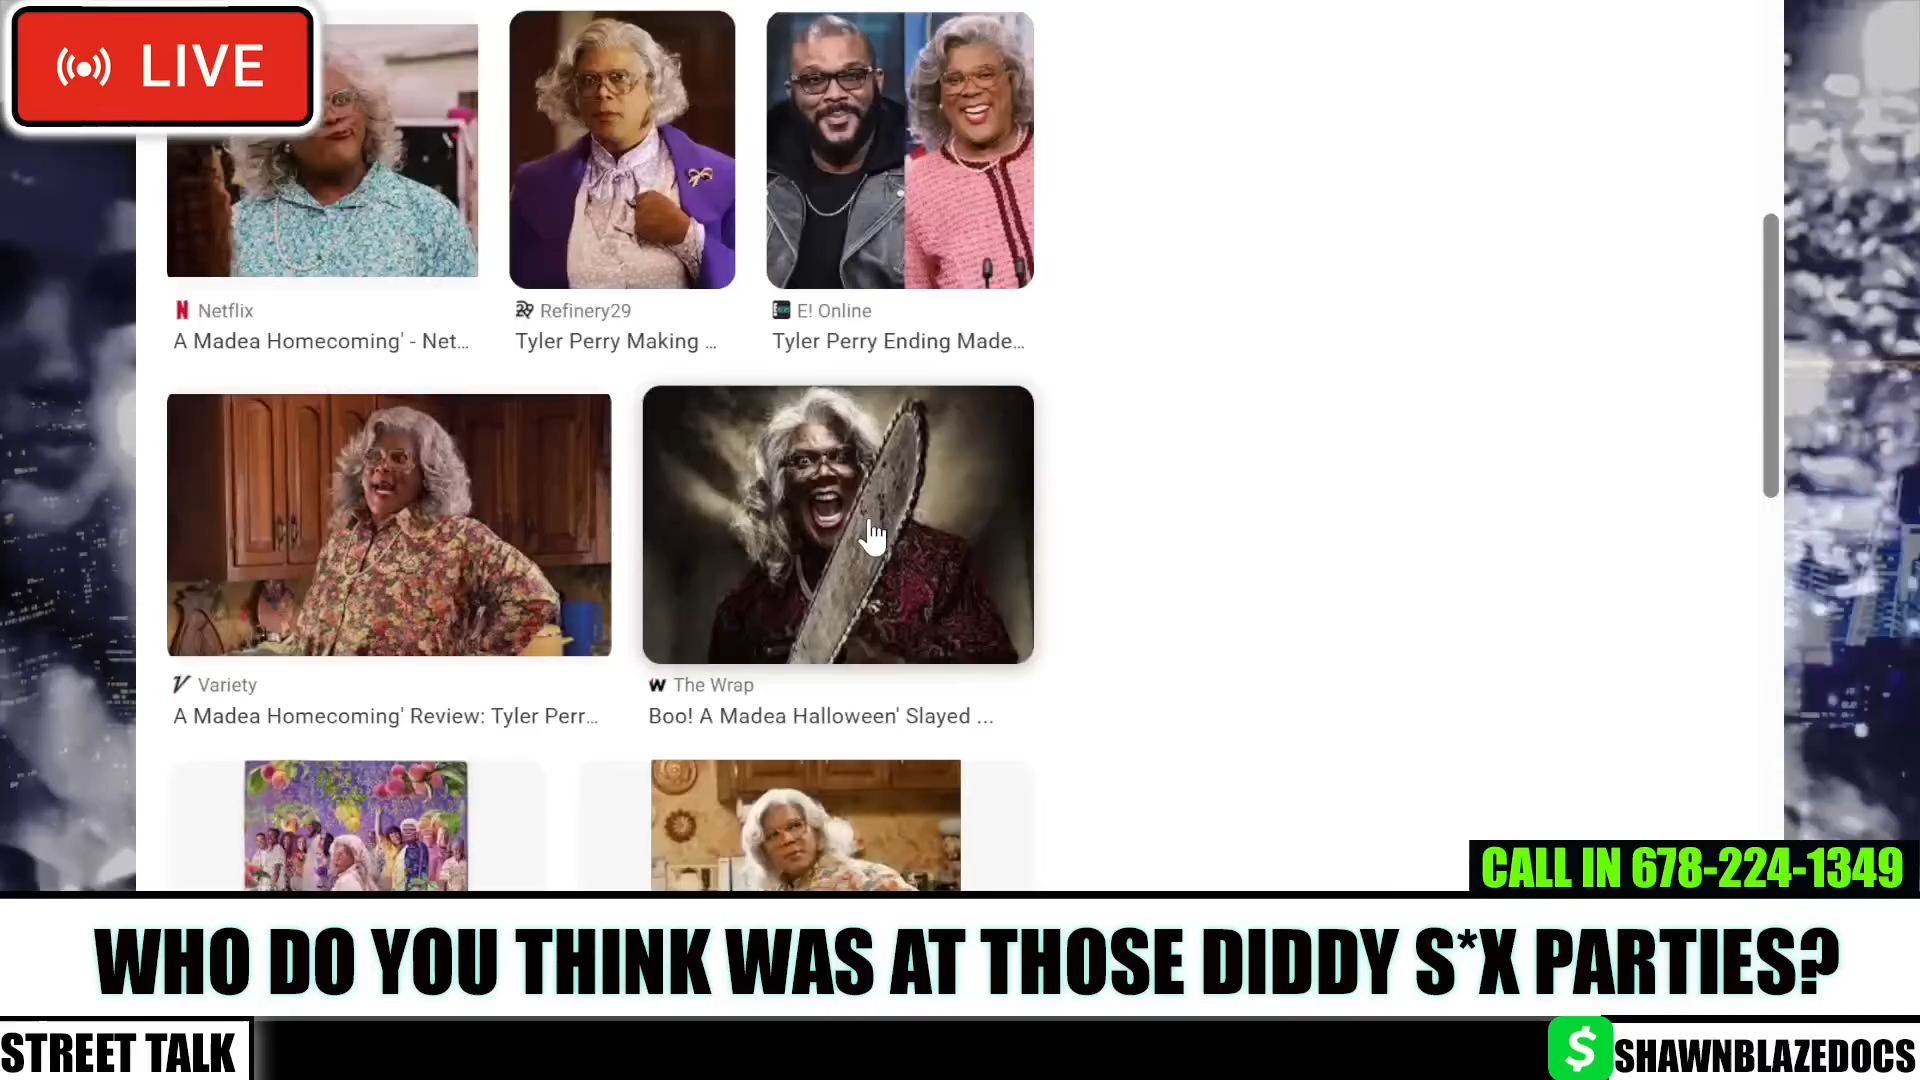 LIVE
Netflix
A Madea Homecoming' - Net...
Refinery29
Tyler Perry Making ...
E! Online
Tyler Perry Ending Made...
Variety
A Madea Homecoming' Review: Tyler Perr...
The Wrap
Boo! A Madea Halloween' Slayed ...
CALL IN 678-224-1349
WHO DO YOU THINK WAS AT THOSE DIDDY S*X PARTIES?
STREET TALK
$SHAWNBLAZEDOCS